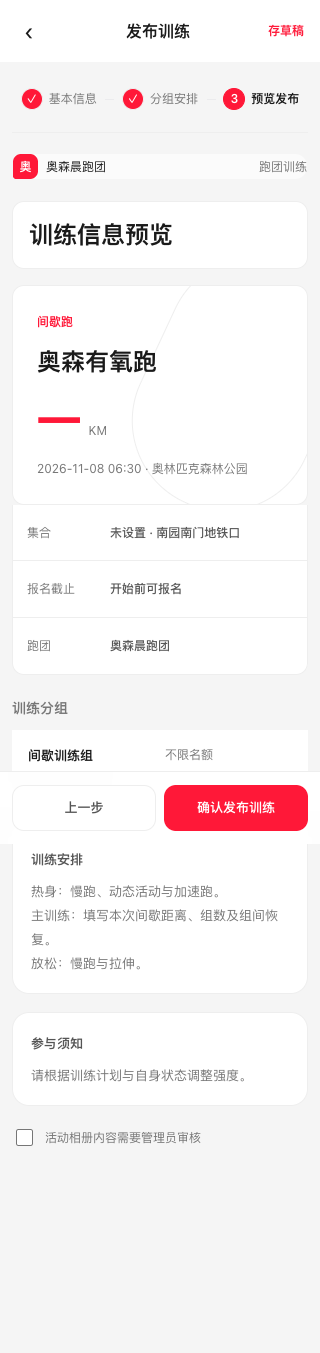 ‹ 发布训练 存草稿
✓ 基本信息 ✓ 分组安排 3 预览发布
奥 奥森晨跑团 跑团训练
训练信息预览
间歇跑
奥森有氧跑
— KM
2026-11-08 06:30 · 奥林匹克森林公园
集合 未设置 · 南园南门地铁口
报名截止 开始前可报名
跑团 奥森晨跑团
训练分组
间歇训练组 不限名额
上一步 确认发布训练
训练安排
热身：慢跑、动态活动与加速跑。
主训练：填写本次间歇距离、组数及组间恢
复。
放松：慢跑与拉伸。
参与须知
请根据训练计划与自身状态调整强度。
活动相册内容需要管理员审核